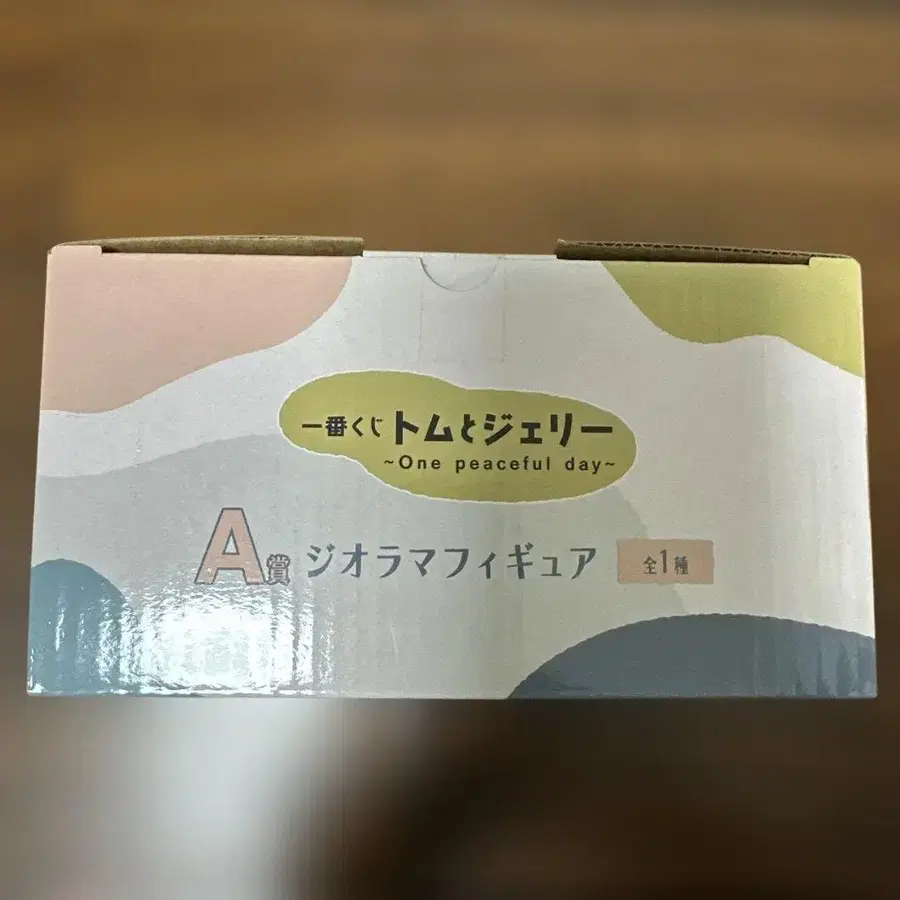 一番くじ トムとジェリー
~One peaceful day~
A賞 ジオラマフィギュア 全1種